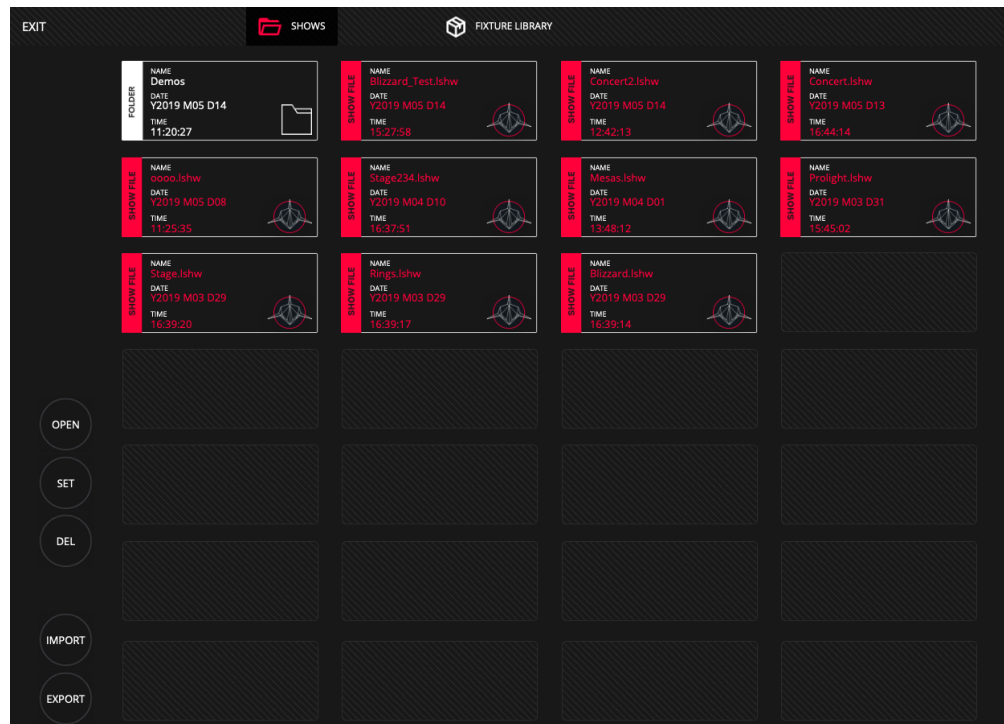 EXIT
SHOWS
FIXTURE LIBRARY
FOLDER
NAME
Demos
DATE
Y2019 M05 D14
TIME
11:20:27
SHOW FILE
NAME
Blizzard_Test.lshw
DATE
Y2019 M05 D14
TIME
15:27:58
SHOW FILE
NAME
Concert2.lshw
DATE
Y2019 M05 D14
TIME
12:42:13
SHOW FILE
NAME
Concert.lshw
DATE
Y2019 M05 D13
TIME
16:44:14
SHOW FILE
NAME
oooo.lshw
DATE
Y2019 M05 D08
TIME
11:25:35
SHOW FILE
NAME
Stage234.lshw
DATE
Y2019 M04 D10
TIME
16:37:51
SHOW FILE
NAME
Mesas.lshw
DATE
Y2019 M04 D01
TIME
13:48:12
SHOW FILE
NAME
Prolight.lshw
DATE
Y2019 M03 D31
TIME
15:45:02
SHOW FILE
NAME
Stage.lshw
DATE
Y2019 M03 D29
TIME
16:39:20
SHOW FILE
NAME
Rings.lshw
DATE
Y2019 M03 D29
TIME
16:39:17
SHOW FILE
NAME
Blizzard.lshw
DATE
Y2019 M03 D29
TIME
16:39:14
OPEN
SET
DEL
IMPORT
EXPORT